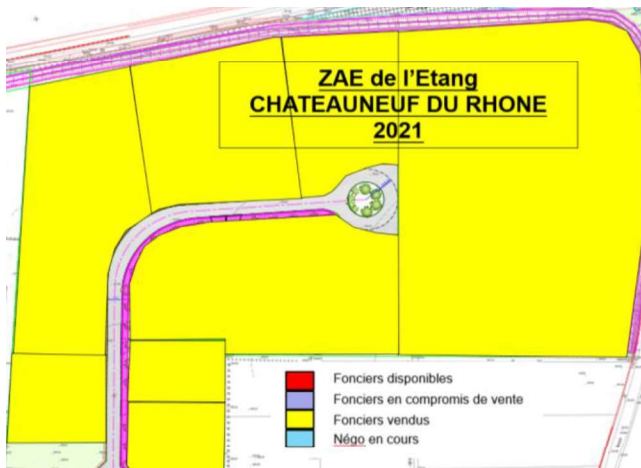 ZAE de l'Etang
CHATEAUNEUF DU RHONE
2021
Fonciers disponibles
Fonciers en compromis de vente
Fonciers vendus
Négo en cours